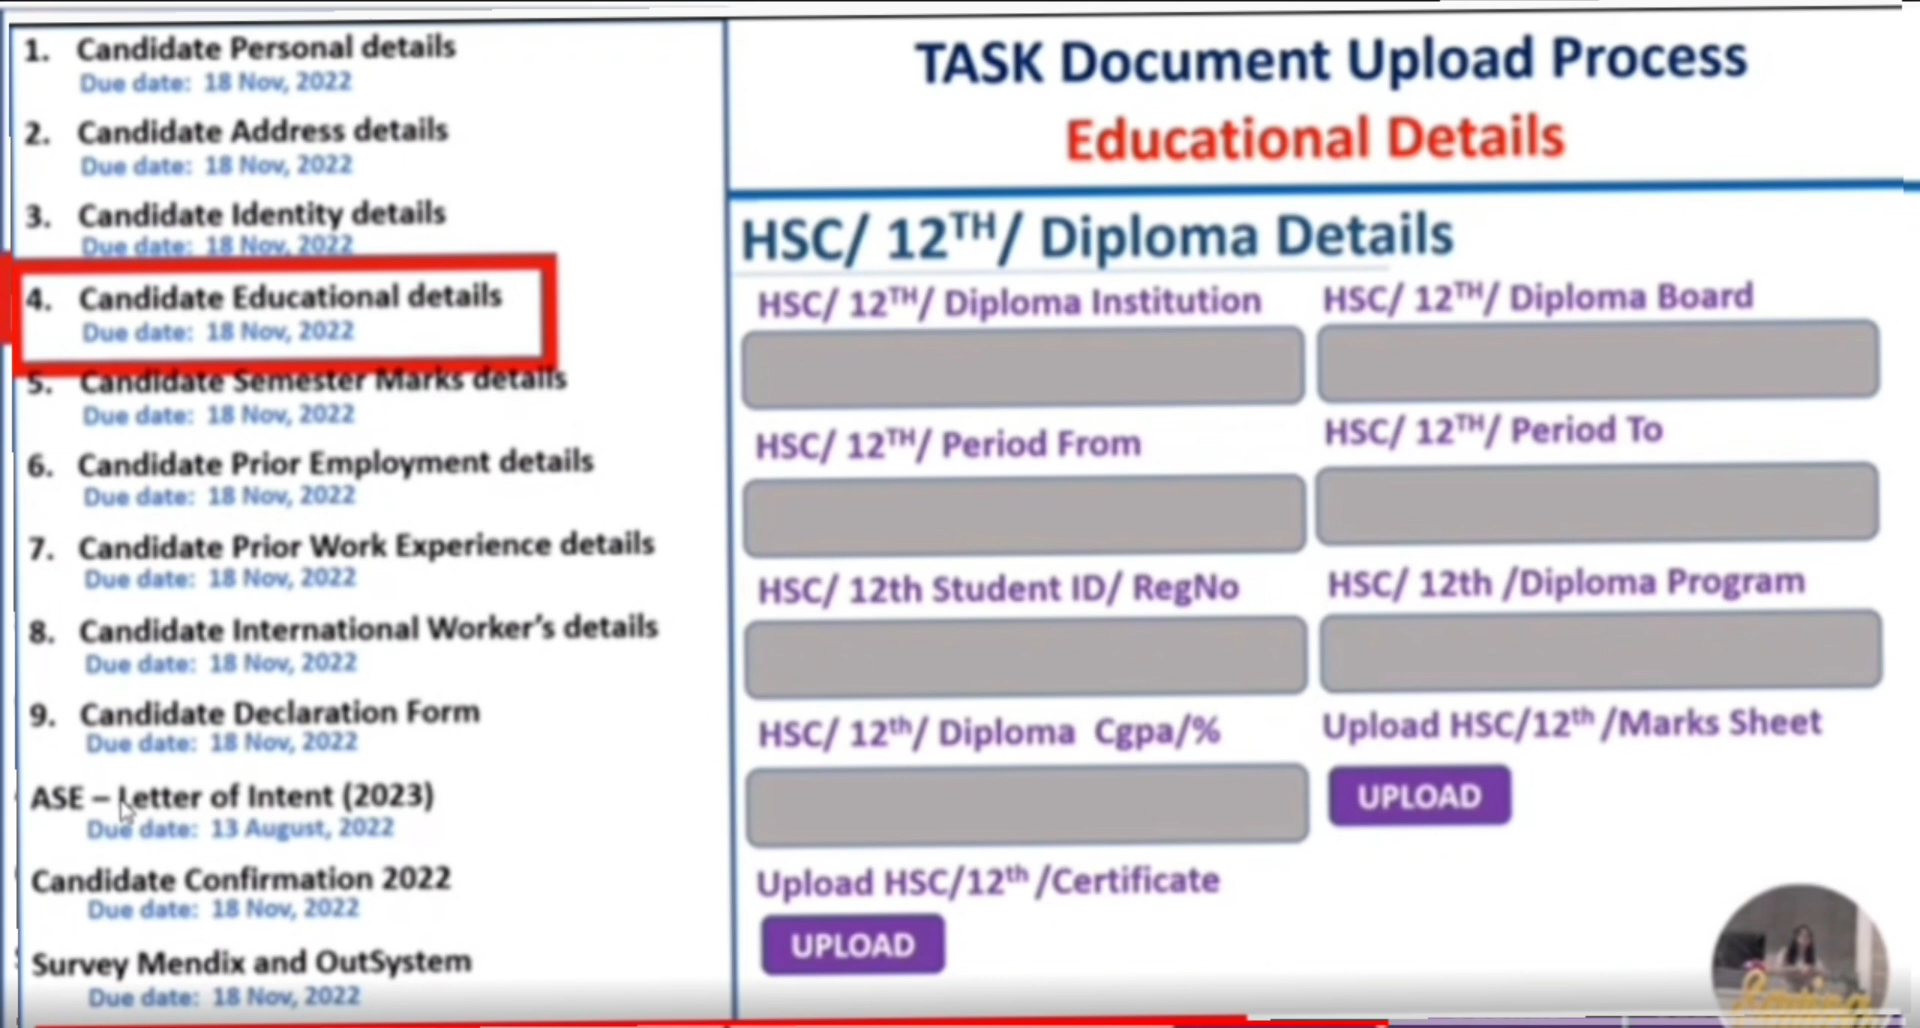 1. Candidate Personal details
Due date: 18 Nov, 2022
2. Candidate Address details
Due date: 18 Nov, 2022
3. Candidate Identity details
Due date: 18 Nov, 2022
4. Candidate Educational details
Due date: 18 Nov, 2022
5. Candidate Semester Marks details
Due date: 18 Nov, 2022
6. Candidate Prior Employment details
Due date: 18 Nov, 2022
7. Candidate Prior Work Experience details
Due date: 18 Nov, 2022
8. Candidate International Worker's details
Due date: 18 Nov, 2022
9. Candidate Declaration Form
Due date: 18 Nov, 2022
ASE – Letter of Intent (2023)
Due date: 13 August, 2022
Candidate Confirmation 2022
Due date: 18 Nov, 2022
Survey Mendix and OutSystem
Due date: 18 Nov, 2022
TASK Document Upload Process
Educational Details
HSC/ 12TH/ Diploma Details
HSC/ 12TH/ Diploma Institution
HSC/ 12TH/ Diploma Board
HSC/ 12TH/ Period From
HSC/ 12TH/ Period To
HSC/ 12th Student ID/ RegNo
HSC/ 12th /Diploma Program
HSC/ 12th/ Diploma Cgpa/%
Upload HSC/12th /Marks Sheet
UPLOAD
Upload HSC/12th /Certificate
UPLOAD